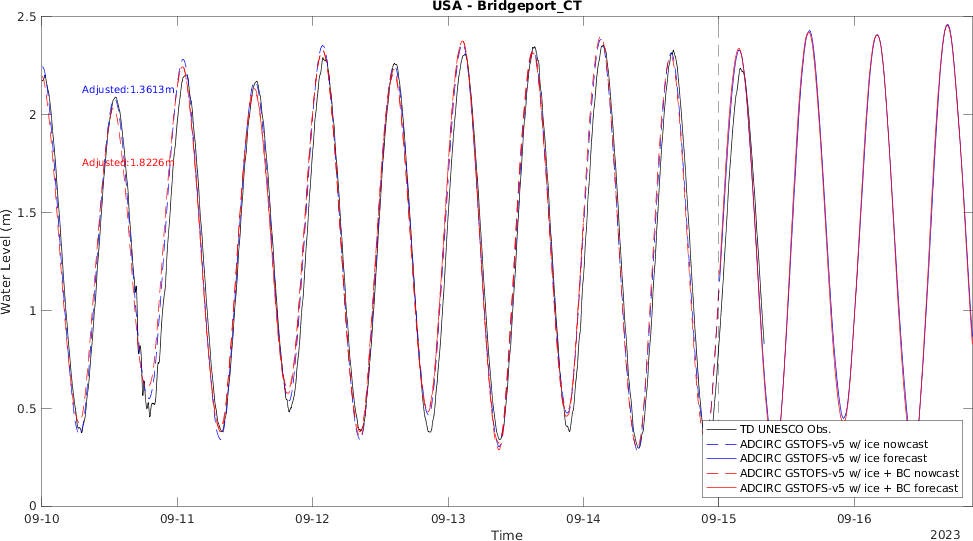 USA - Bridgeport_CT
2.5
2
1.5
1
0.5
0
Water Level (m)
Adjusted:1.3613m
Adjusted:1.8226m
TD UNESCO Obs.
ADCIRC GSTOFS-v5 w/ ice nowcast
ADCIRC GSTOFS-v5 w/ ice forecast
ADCIRC GSTOFS-v5 w/ ice + BC nowcast
ADCIRC GSTOFS-v5 w/ ice + BC forecast
09-10 09-11 09-12 09-13 09-14 09-15 09-16
Time
2023